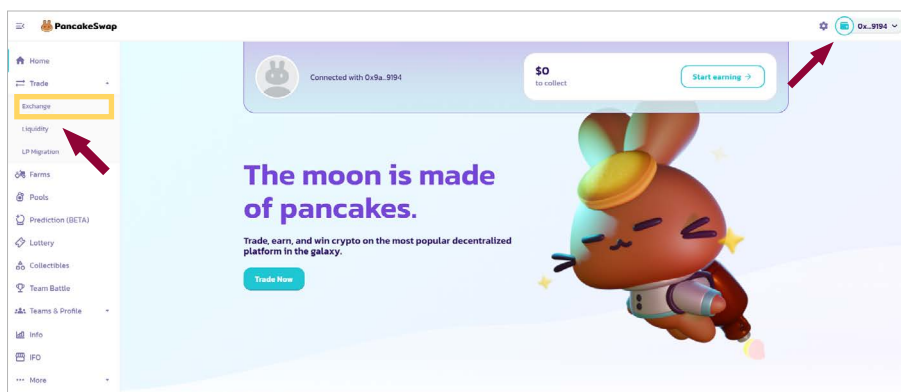 PancakeSwap
0x...9194
Home
Trade
Exchange
Liquidity
LP Migration
Farms
Pools
Prediction (BETA)
Lottery
Collectibles
Team Battle
Teams & Profile
Info
IFO
More
Connected with 0x9a...9194
$0
to collect
Start earning
The moon is made
of pancakes.
Trade, earn, and win crypto on the most popular decentralized
platform in the galaxy.
Trade Now